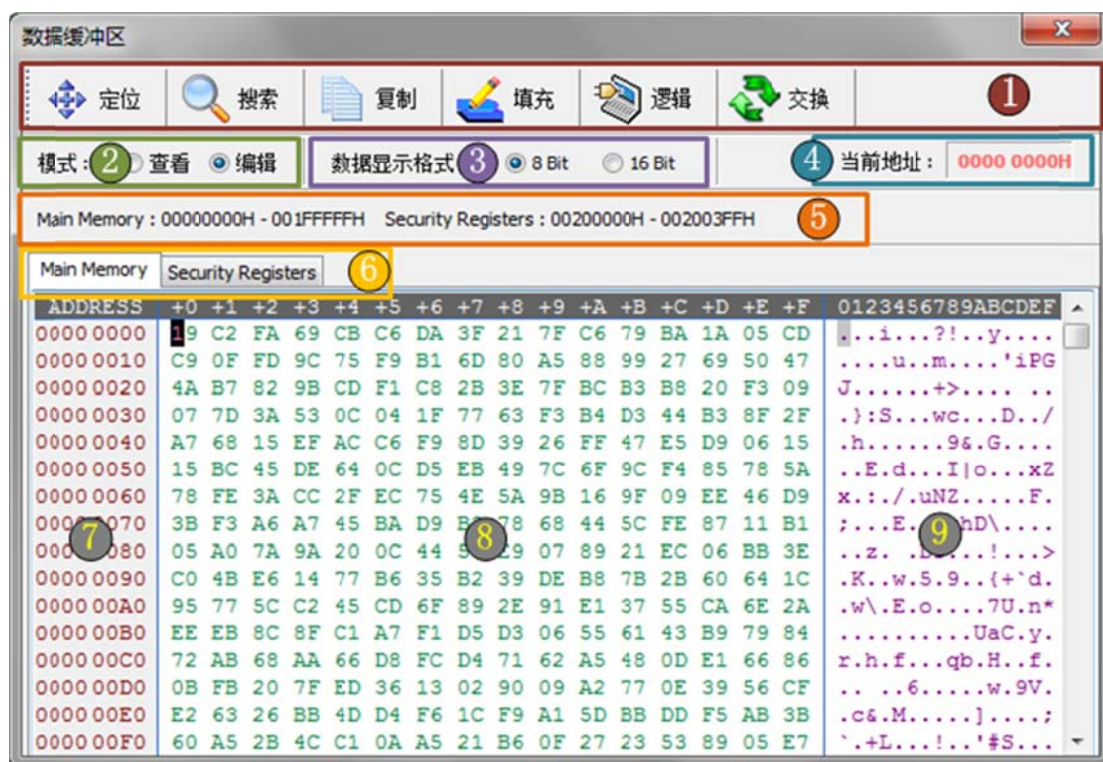 数据缓冲区
定位 搜索 复制 填充 逻辑 交换 1
模式： 2 查看 编辑 数据显示格式 3 8 Bit 16 Bit 4 当前地址： 0000 0000H
Main Memory : 00000000H - 001FFFFFH Security Registers : 00200000H - 002003FFH 5
Main Memory Security Registers 6
ADDRESS +0 +1 +2 +3 +4 +5 +6 +7 +8 +9 +A +B +C +D +E +F 0123456789ABCDEF
0000 0000 19 C2 FA 69 CB C6 DA 3F 21 7F C6 79 BA 1A 05 CD ...i...?!..y....
0000 0010 C9 0F FD 9C 75 F9 B1 6D 80 A5 88 99 27 69 50 47 ....u..m....'iPG
0000 0020 4A B7 82 9B CD F1 C8 2B 3E 7F BC B3 B8 20 F3 09 J......+>.... ..
0000 0030 07 7D 3A 53 0C 04 1F 77 63 F3 B4 D3 44 B3 8F 2F .}:S...wc...D../
0000 0040 A7 68 15 EF AC C6 F9 8D 39 26 FF 47 E5 D9 06 15 .h......9&.G....
0000 0050 15 BC 45 DE 64 0C D5 EB 49 7C 6F 9C F4 85 78 5A ..E.d...I|o...xZ
0000 0060 78 FE 3A CC 2F EC 75 4E 5A 9B 16 9F 09 EE 46 D9 x.:./.uNZ.....F.
7 070 3B F3 A6 A7 45 BA D9 8 78 68 44 5C FE 87 11 B1 ;...E. 9 hD\....
080 05 A0 7A 9A 20 0C 44 07 89 21 EC 06 BB 3E ..z. . ..!...>
0000 0090 C0 4B E6 14 77 B6 35 B2 39 DE B8 7B 2B 60 64 1C .K..w.5.9..{+`d.
0000 00A0 95 77 5C C2 45 CD 6F 89 2E 91 E1 37 55 CA 6E 2A .w\.E.o....7U.n*
0000 00B0 EE EB 8C 8F C1 A7 F1 D5 D3 06 55 61 43 B9 79 84 ..........UaC.y.
0000 00C0 72 AB 68 AA 66 D8 FC D4 71 62 A5 48 0D E1 66 86 r.h.f...qb.H..f.
0000 00D0 0B FB 20 7F ED 36 13 02 90 09 A2 77 0E 39 56 CF .. ..6.....w.9V.
0000 00E0 E2 63 26 BB 4D D4 F6 1C F9 A1 5D BB DD F5 AB 3B .c&.M.....]....;
0000 00F0 60 A5 2B 4C C1 0A A5 21 B6 0F 27 23 53 89 05 E7 `.+L...!..'#S...